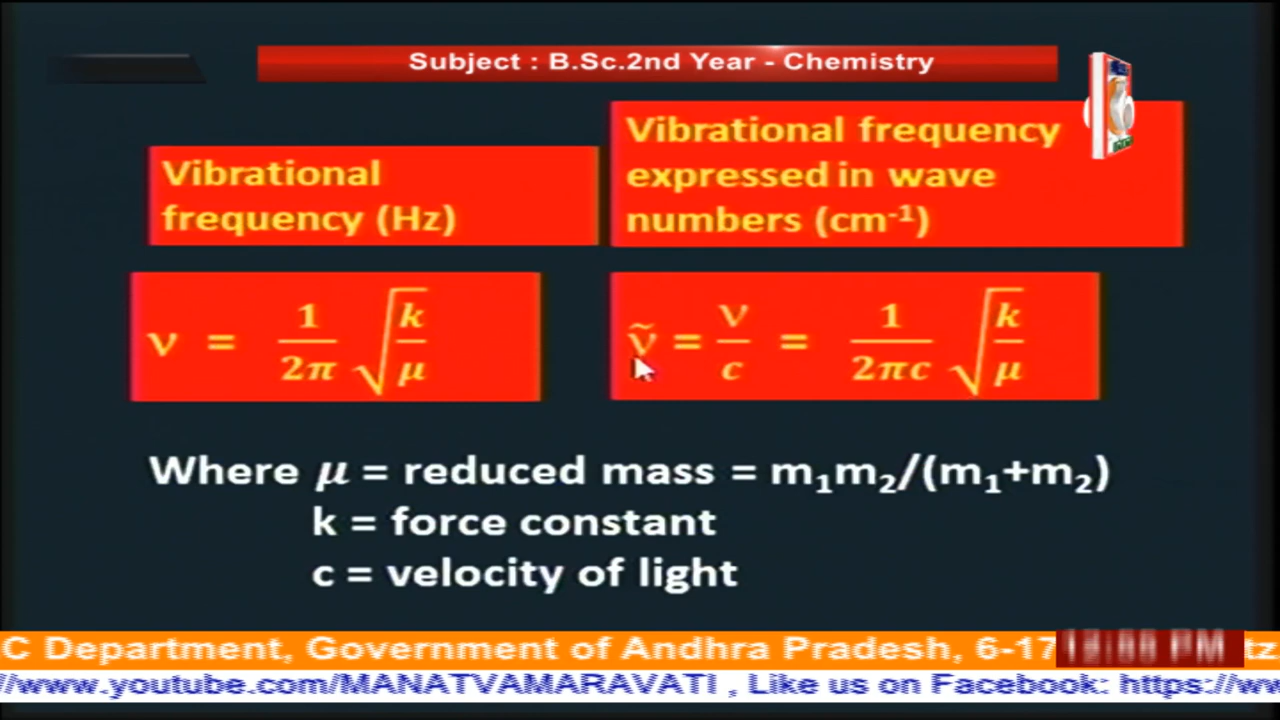 Subject : B.Sc.2nd Year - Chemistry
Vibrational
frequency (Hz)
Vibrational frequency
expressed in wave
numbers (cm⁻¹)
ν = 1/2π √(k/μ)
ν̃ = ν/c = 1/2πc √(k/μ)
Where μ = reduced mass = m₁m₂/(m₁+m₂)
k = force constant
c = velocity of light
C Department, Government of Andhra Pradesh, 6-17
//www.youtube.com/MANATVAMARAVATI , Like us on Facebook: https://ww